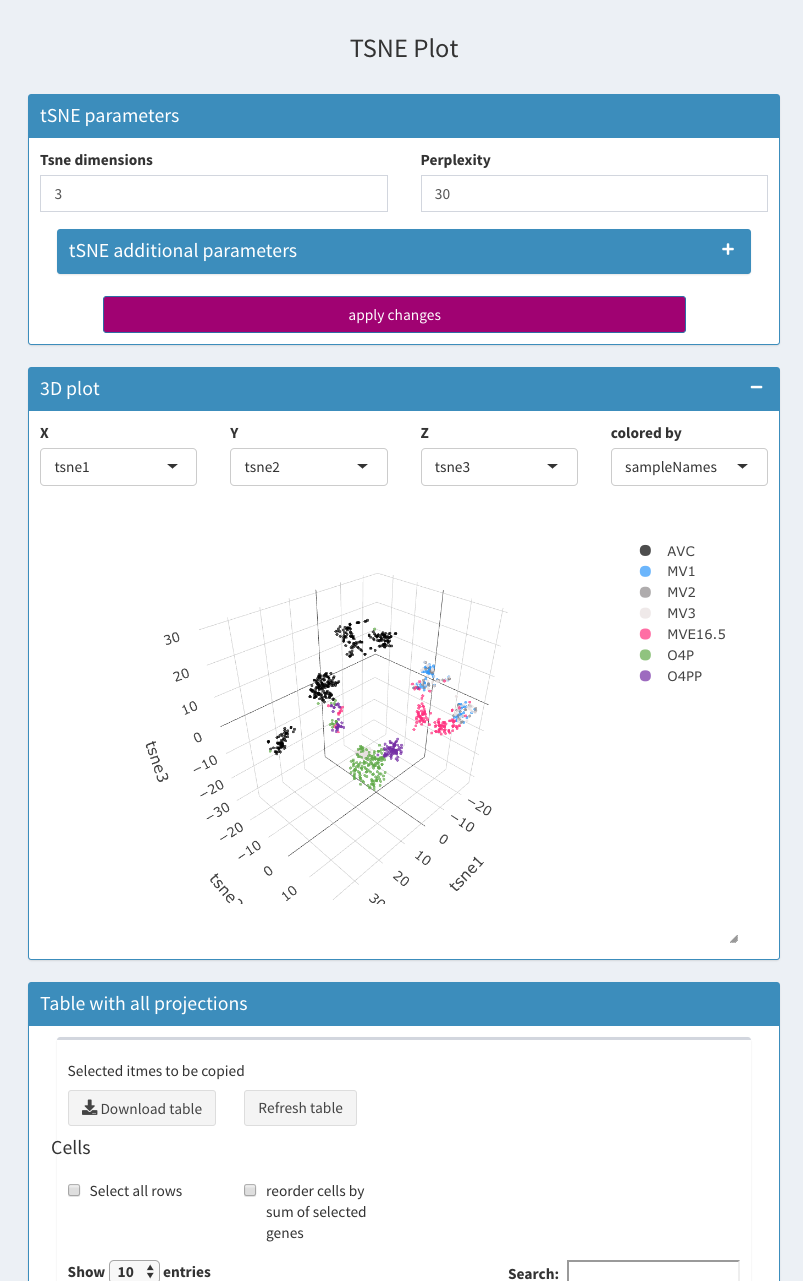 TSNE Plot
tSNE parameters
Tsne dimensions Perplexity
3 30
tSNE additional parameters +
apply changes
3D plot −
X Y Z colored by
tsne1 tsne2 tsne3 sampleNames
AVC
MV1
MV2
MV3
MVE16.5
O4P
O4PP
30
20
10
0
−10
−20
−30
tsne3
−20
−10
0
10
−20
−10
0
10
20
30
tsne1
Table with all projections
Selected itmes to be copied
Download table Refresh table
Cells
Select all rows reorder cells by
sum of selected
genes
Show 10 entries Search: